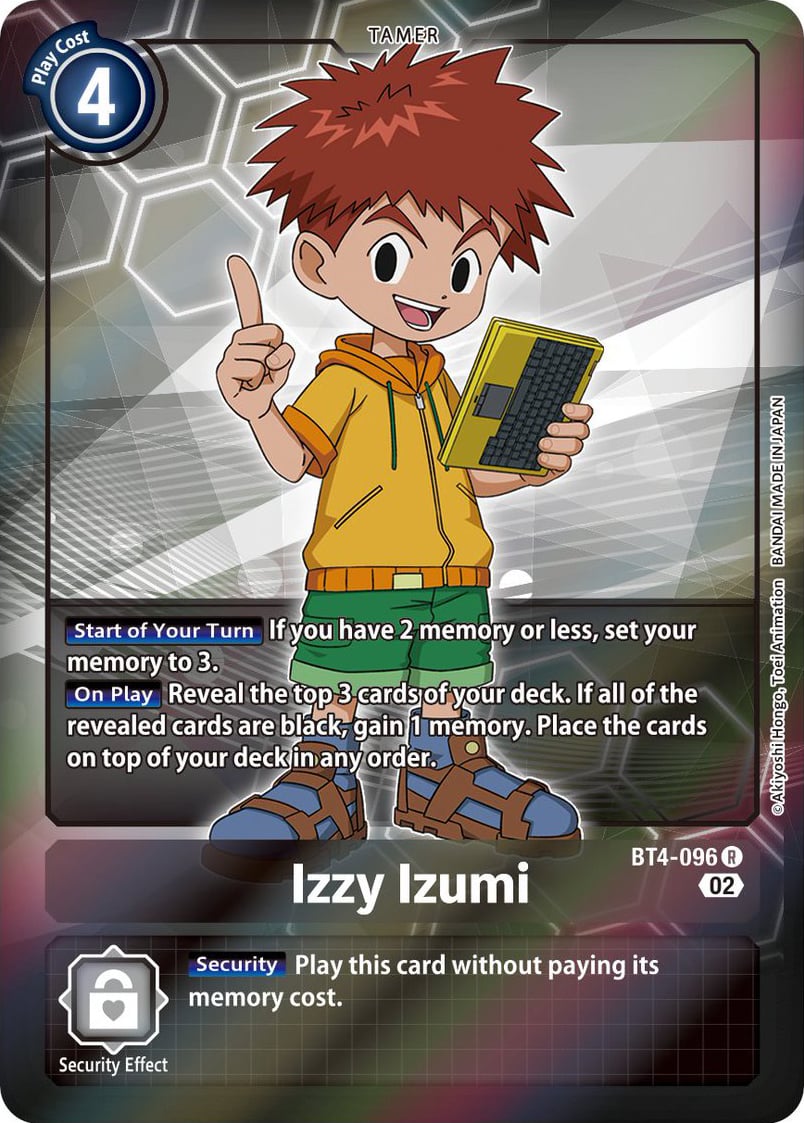 Play Cost
4
TAMER
Start of Your Turn If you have 2 memory or less, set your
memory to 3.
On Play Reveal the top 3 cards of your deck. If all of the
revealed cards are black, gain 1 memory. Place the cards
on top of your deck in any order.
©Akiyoshi Hongo, Toei Animation BANDAI MADE IN JAPAN
BT4-096 R
02
Izzy Izumi
Security Play this card without paying its
memory cost.
Security Effect